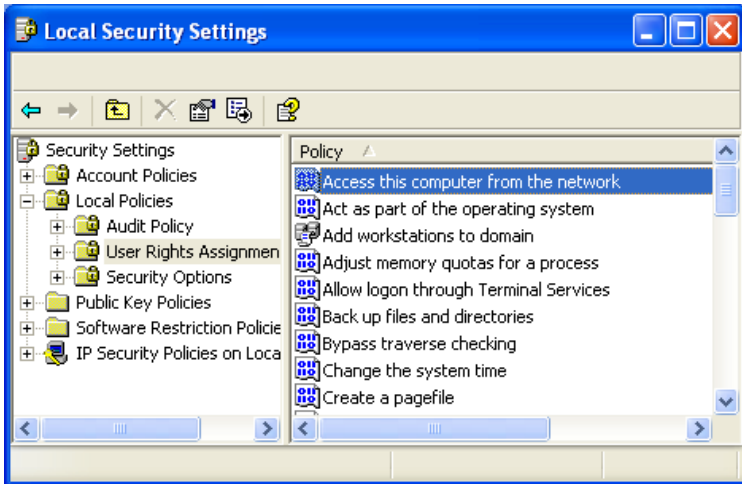 Local Security Settings
Security Settings
Account Policies
Local Policies
Audit Policy
User Rights Assignmen
Security Options
Public Key Policies
Software Restriction Policie
IP Security Policies on Loca
Policy
Access this computer from the network
Act as part of the operating system
Add workstations to domain
Adjust memory quotas for a process
Allow logon through Terminal Services
Back up files and directories
Bypass traverse checking
Change the system time
Create a pagefile